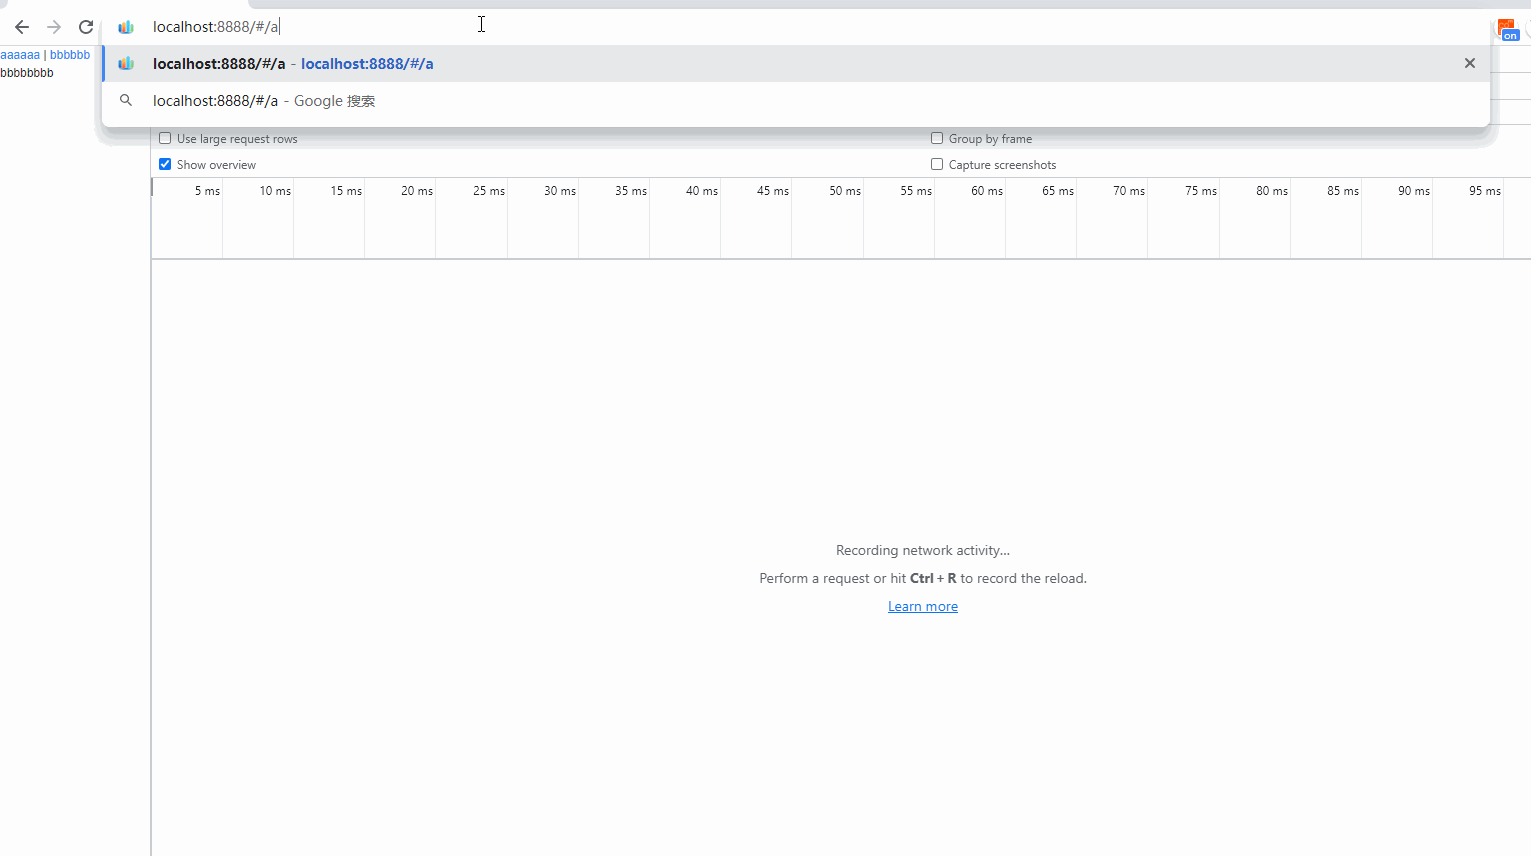 localhost:8888/#/a
on
aaaaaa | bbbbbb
bbbbbbbb
localhost:8888/#/a - localhost:8888/#/a
localhost:8888/#/a - Google 搜索
Use large request rows
Group by frame
Show overview
Capture screenshots
5 ms 10 ms 15 ms 20 ms 25 ms 30 ms 35 ms 40 ms 45 ms 50 ms 55 ms 60 ms 65 ms 70 ms 75 ms 80 ms 85 ms 90 ms 95 ms
Recording network activity...
Perform a request or hit Ctrl + R to record the reload.
Learn more